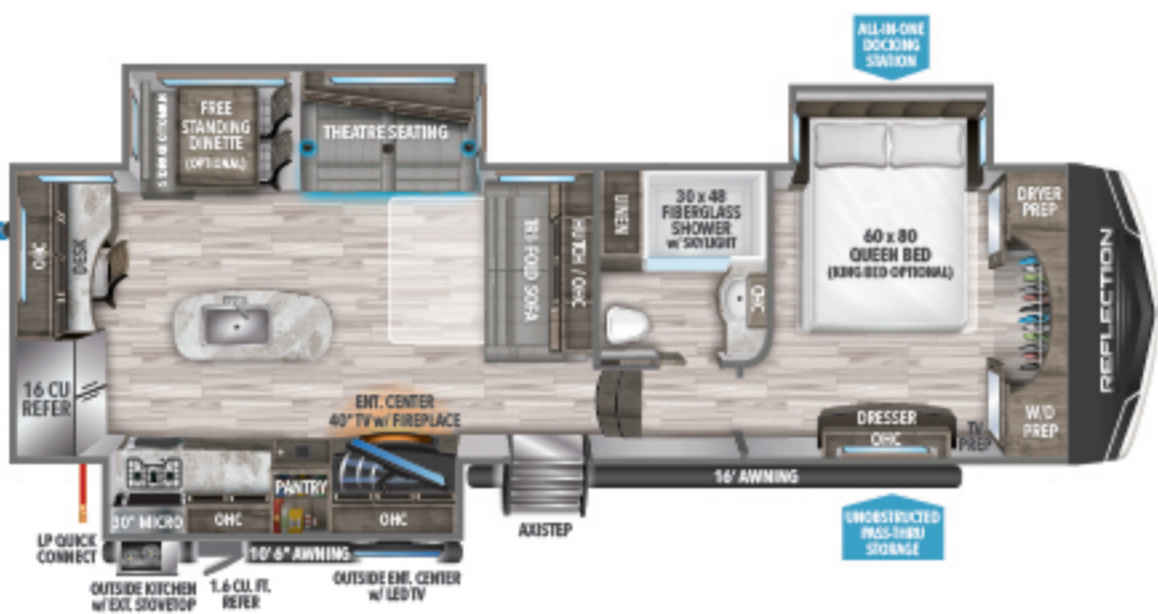 ALL-IN-ONE
DOCKING
STATION
STORAGE OTTOMAN
FREE
STANDING
DINETTE
(OPTIONAL)
THEATRE SEATING
OHC
DESK
TRI-FOLD SOFA
HUTCH / OHC
LINEN
30 x 48
FIBERGLASS
SHOWER
w/ SKYLIGHT
OHC
60 x 80
QUEEN BED
(KING BED OPTIONAL)
DRYER
PREP
REFLECTION
16 CU
REFER
ENT. CENTER
40" TV w/ FIREPLACE
DRESSER
OHC
TV
PREP
W/D
PREP
PANTRY
30" MICRO
OHC
OHC
16' AWNING
AXISTEP
UNOBSTRUCTED
PASS-THRU
STORAGE
LP QUICK
CONNECT
10' 6" AWNING
OUTSIDE KITCHEN
w/ EXT. STOVETOP
1.6 CU. FT.
REFER
OUTSIDE ENT. CENTER
w/ LED TV